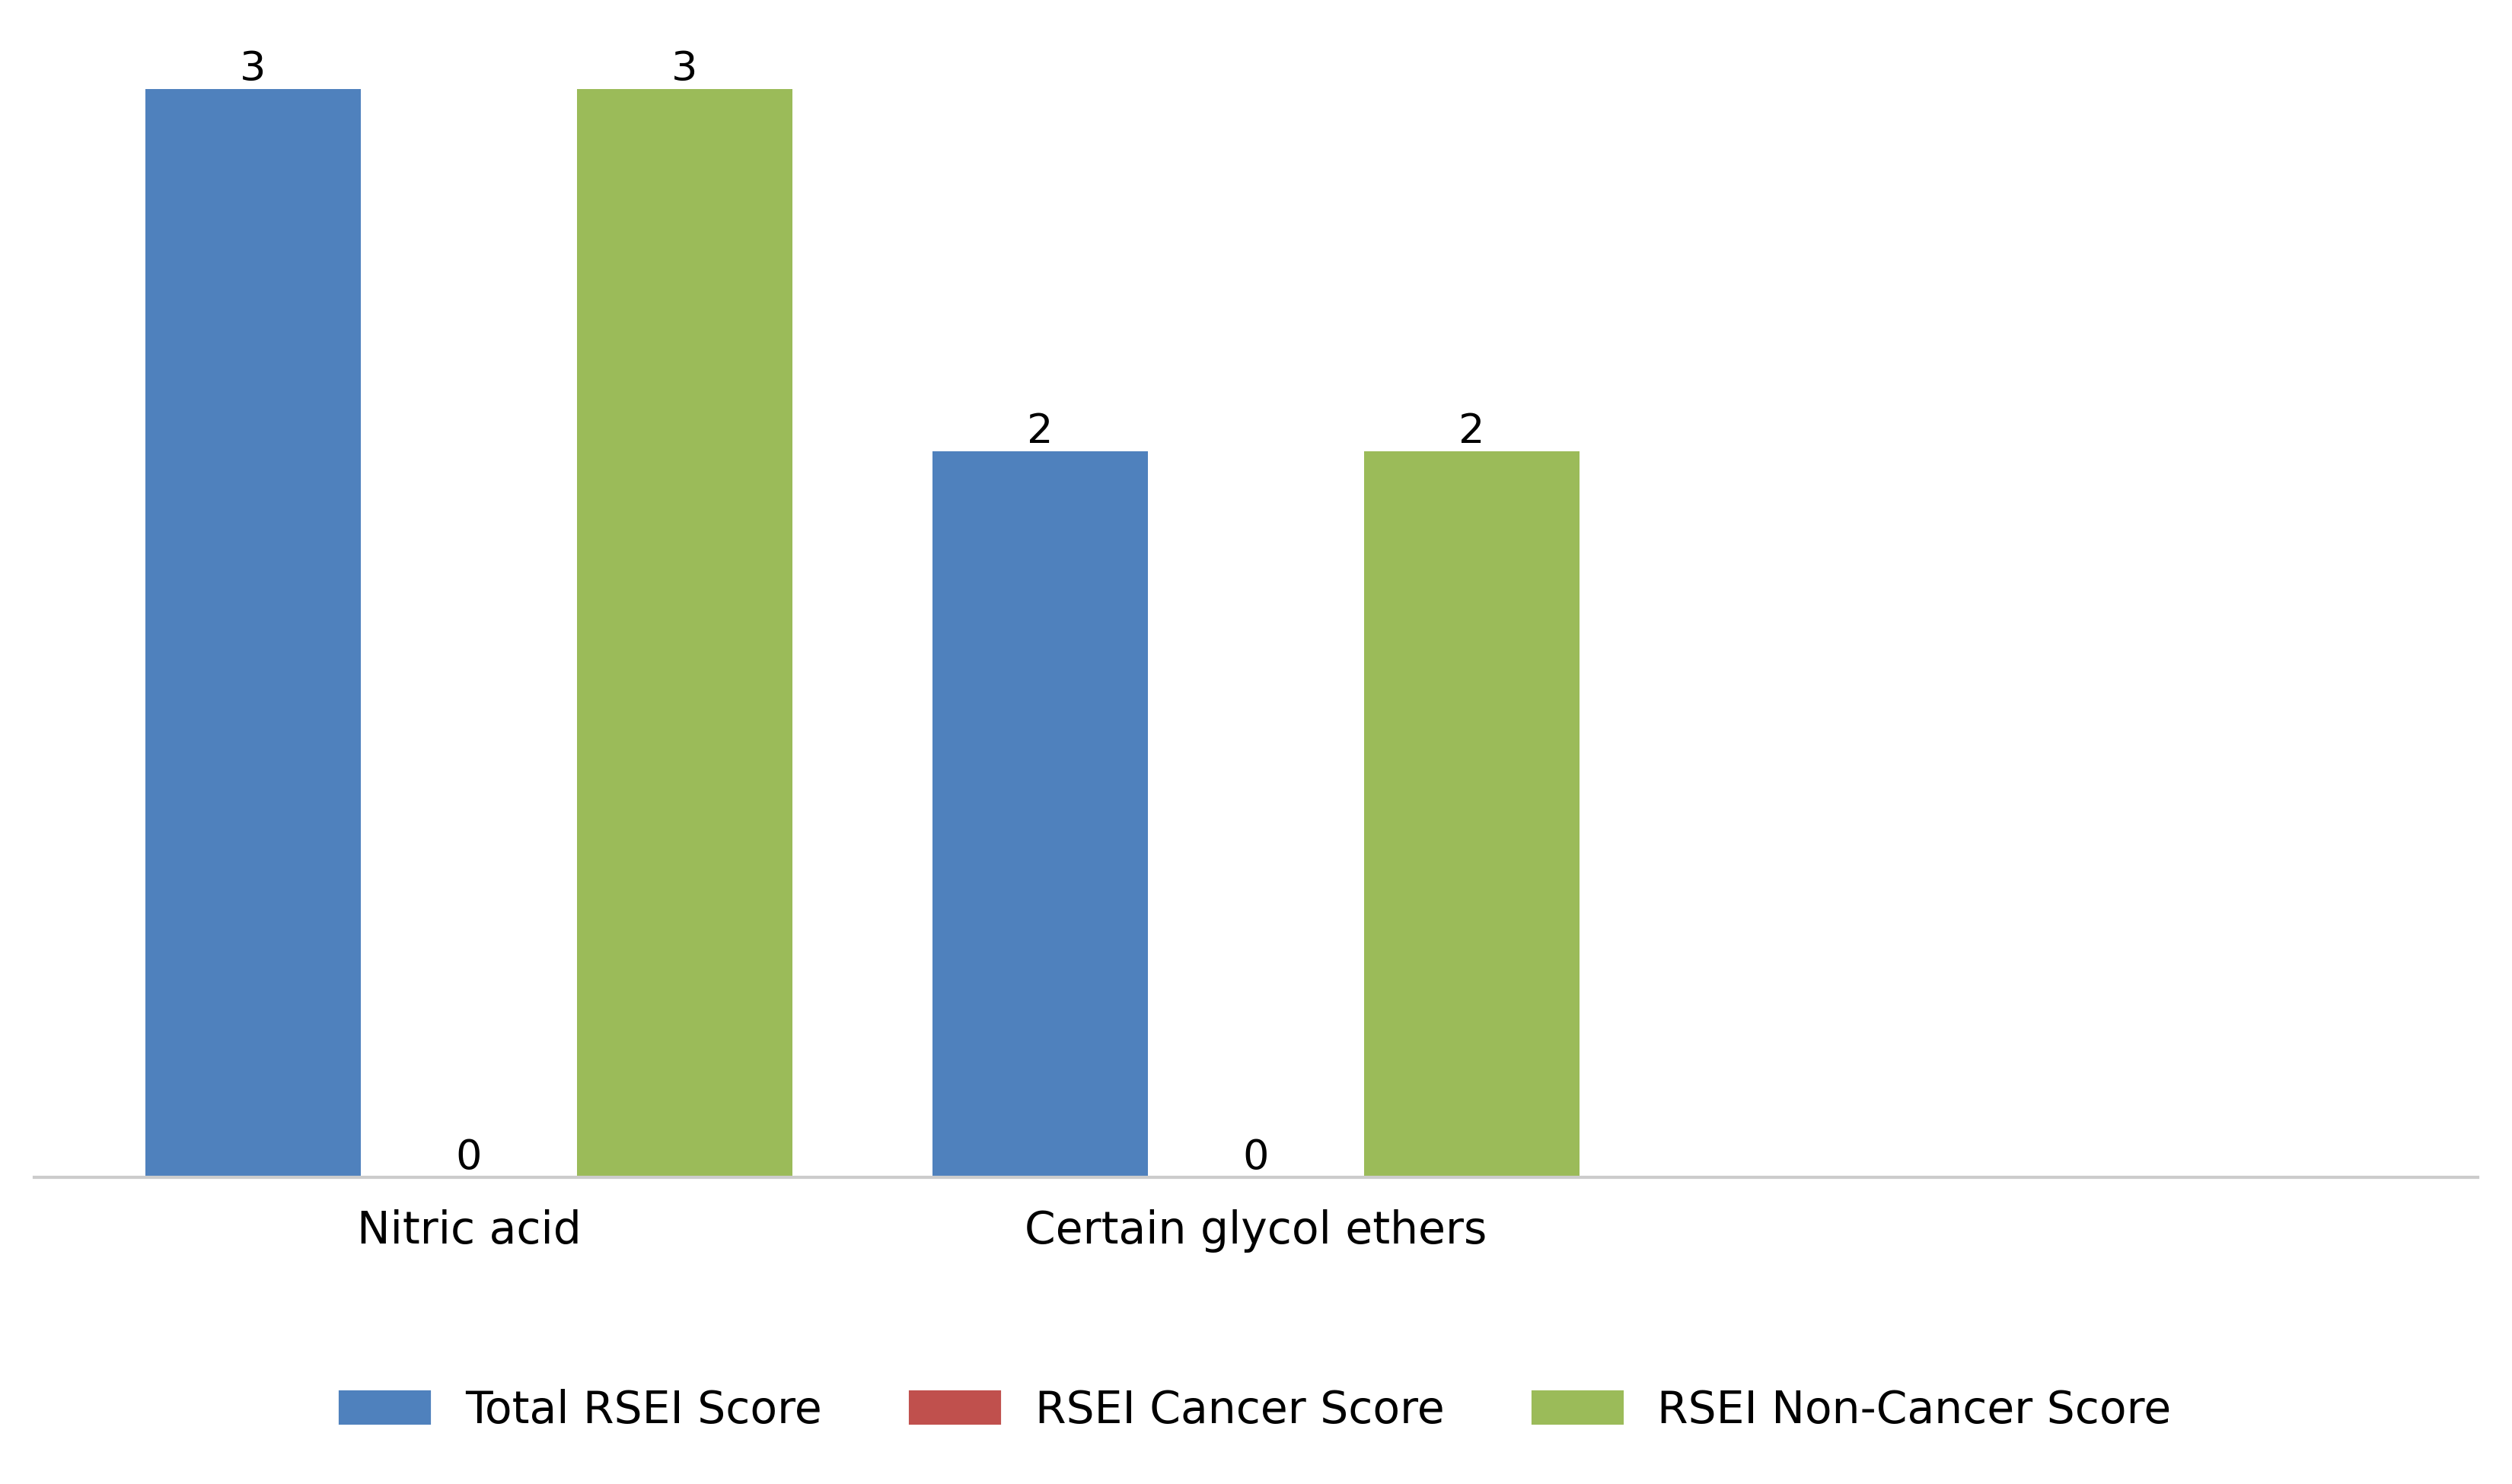 3
3
2
2
0
0
Nitric acid
Certain glycol ethers
Total RSEI Score
RSEI Cancer Score
RSEI Non-Cancer Score